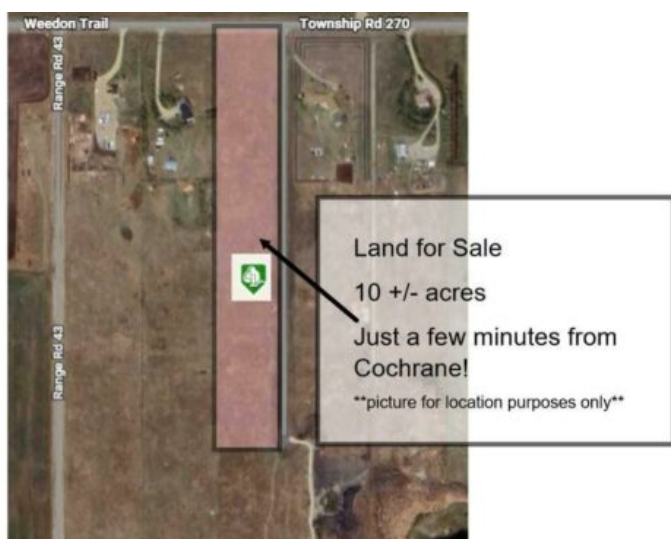 Weedon Trail
Township Rd 270
Range Rd 43
Land for Sale
10 +/- acres
Just a few minutes from
Cochrane!
**picture for location purposes only**
Range Rd 43